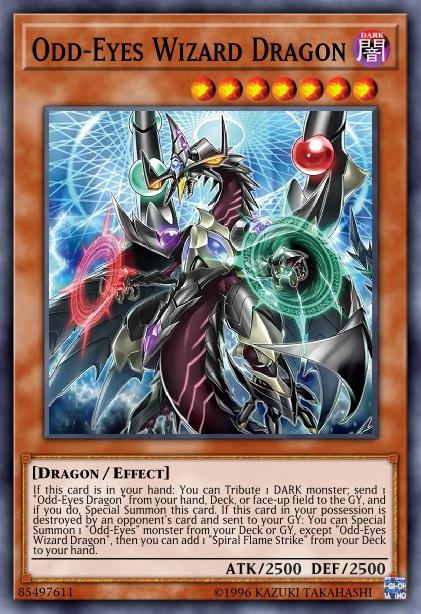 ODD-EYES WIZARD DRAGON
DARK
闇
[DRAGON / EFFECT]
If this card is in your hand: You can Tribute 1 DARK monster; send 1
"Odd-Eyes Dragon" from your hand, Deck, or face-up field to the GY, and
if you do, Special Summon this card. If this card in your possession is
destroyed by an opponent's card and sent to your GY: You can Special
Summon 1 "Odd-Eyes" monster from your Deck or GY, except "Odd-Eyes
Wizard Dragon", then you can add 1 "Spiral Flame Strike" from your Deck
to your hand.
ATK/2500 DEF/2500
85497611
©1996 KAZUKI TAKAHASHI